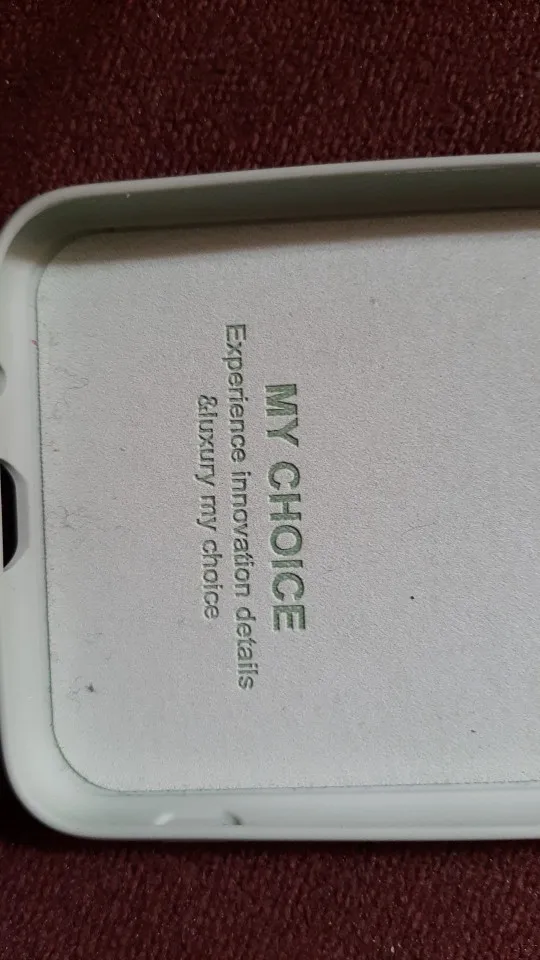 MY CHOICE
Experience innovation details
&luxury my choice